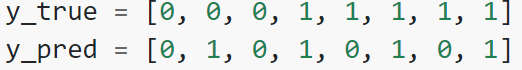 y_true = [0, 0, 0, 1, 1, 1, 1, 1]
y_pred = [0, 1, 0, 1, 0, 1, 0, 1]